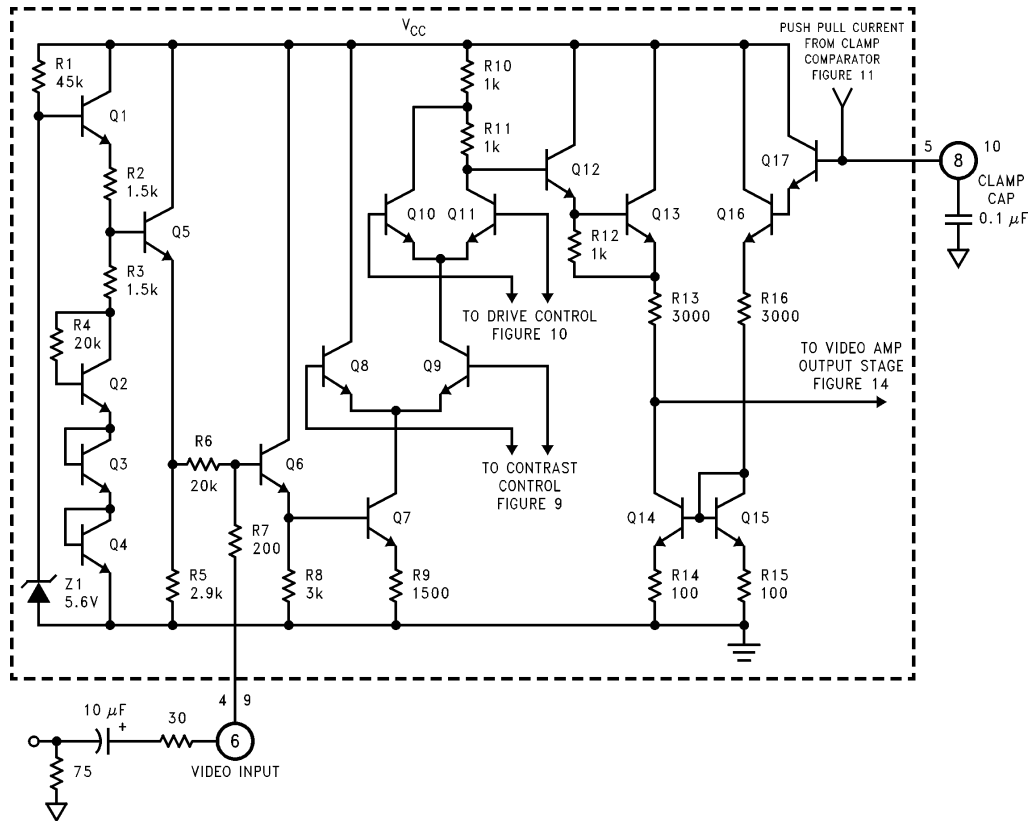 V_CC
PUSH PULL CURRENT
FROM CLAMP
COMPARATOR
FIGURE 11
R1
45k
R10
1k
Q1
R11
1k
5
8
10
CLAMP
CAP
0.1 µF
R2
1.5k
Q5
Q12
Q17
Q10
Q11
Q13
Q16
R12
1k
R3
1.5k
R13
3000
R16
3000
TO DRIVE CONTROL
FIGURE 10
R4
20k
Q2
Q8
Q9
TO VIDEO AMP
OUTPUT STAGE
FIGURE 14
R6
20k
Q3
Q6
TO CONTRAST
CONTROL
FIGURE 9
Q4
R7
200
Q7
Q14
Q15
Z1
5.6V
R5
2.9k
R8
3k
R9
1500
R14
100
R15
100
4
9
10 µF
+
30
6
75
VIDEO INPUT